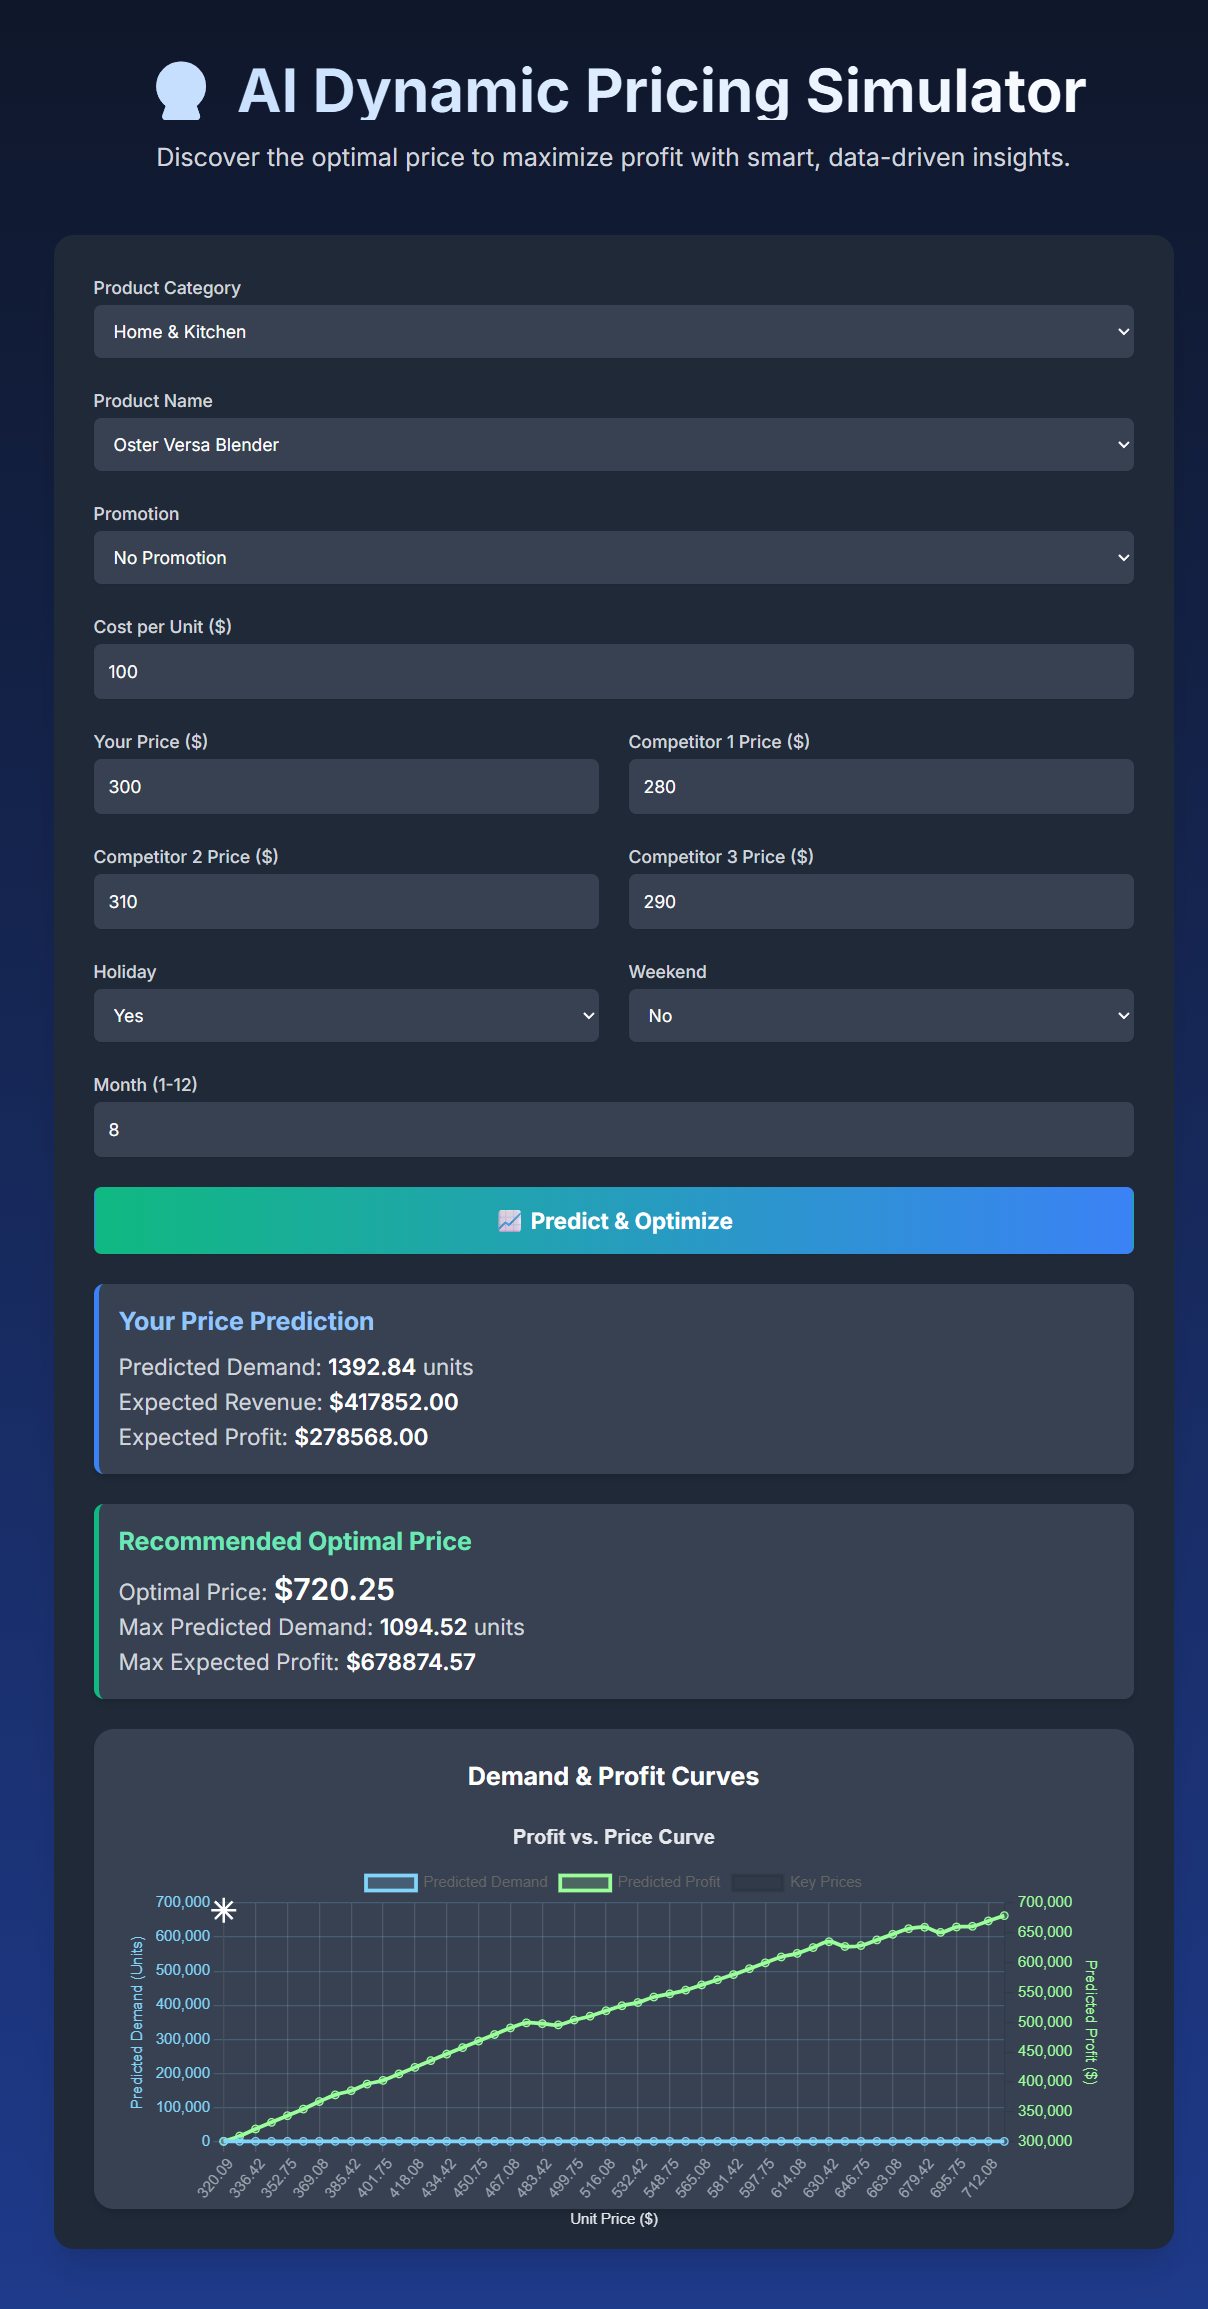 AI Dynamic Pricing Simulator
Discover the optimal price to maximize profit with smart, data-driven insights.
Product Category
Home & Kitchen
Product Name
Oster Versa Blender
Promotion
No Promotion
Cost per Unit ($)
100
Your Price ($) Competitor 1 Price ($)
300 280
Competitor 2 Price ($) Competitor 3 Price ($)
310 290
Holiday Weekend
Yes No
Month (1-12)
8
Predict & Optimize
Your Price Prediction
Predicted Demand: 1392.84 units
Expected Revenue: $417852.00
Expected Profit: $278568.00
Recommended Optimal Price
Optimal Price: $720.25
Max Predicted Demand: 1094.52 units
Max Expected Profit: $678874.57
Demand & Profit Curves
Profit vs. Price Curve
Predicted Demand Predicted Profit Key Prices
Predicted Demand (Units)
700,000
600,000
500,000
400,000
300,000
200,000
100,000
0
700,000
650,000
600,000
550,000
500,000
450,000
400,000
350,000
300,000
Predicted Profit ($)
320.09 336.42 352.75 369.08 385.42 401.75 418.08 434.42 450.75 467.08 483.42 499.75 516.08 532.42 548.75 565.08 581.42 597.75 614.08 630.42 646.75 663.08 679.42 695.75 712.08
Unit Price ($)